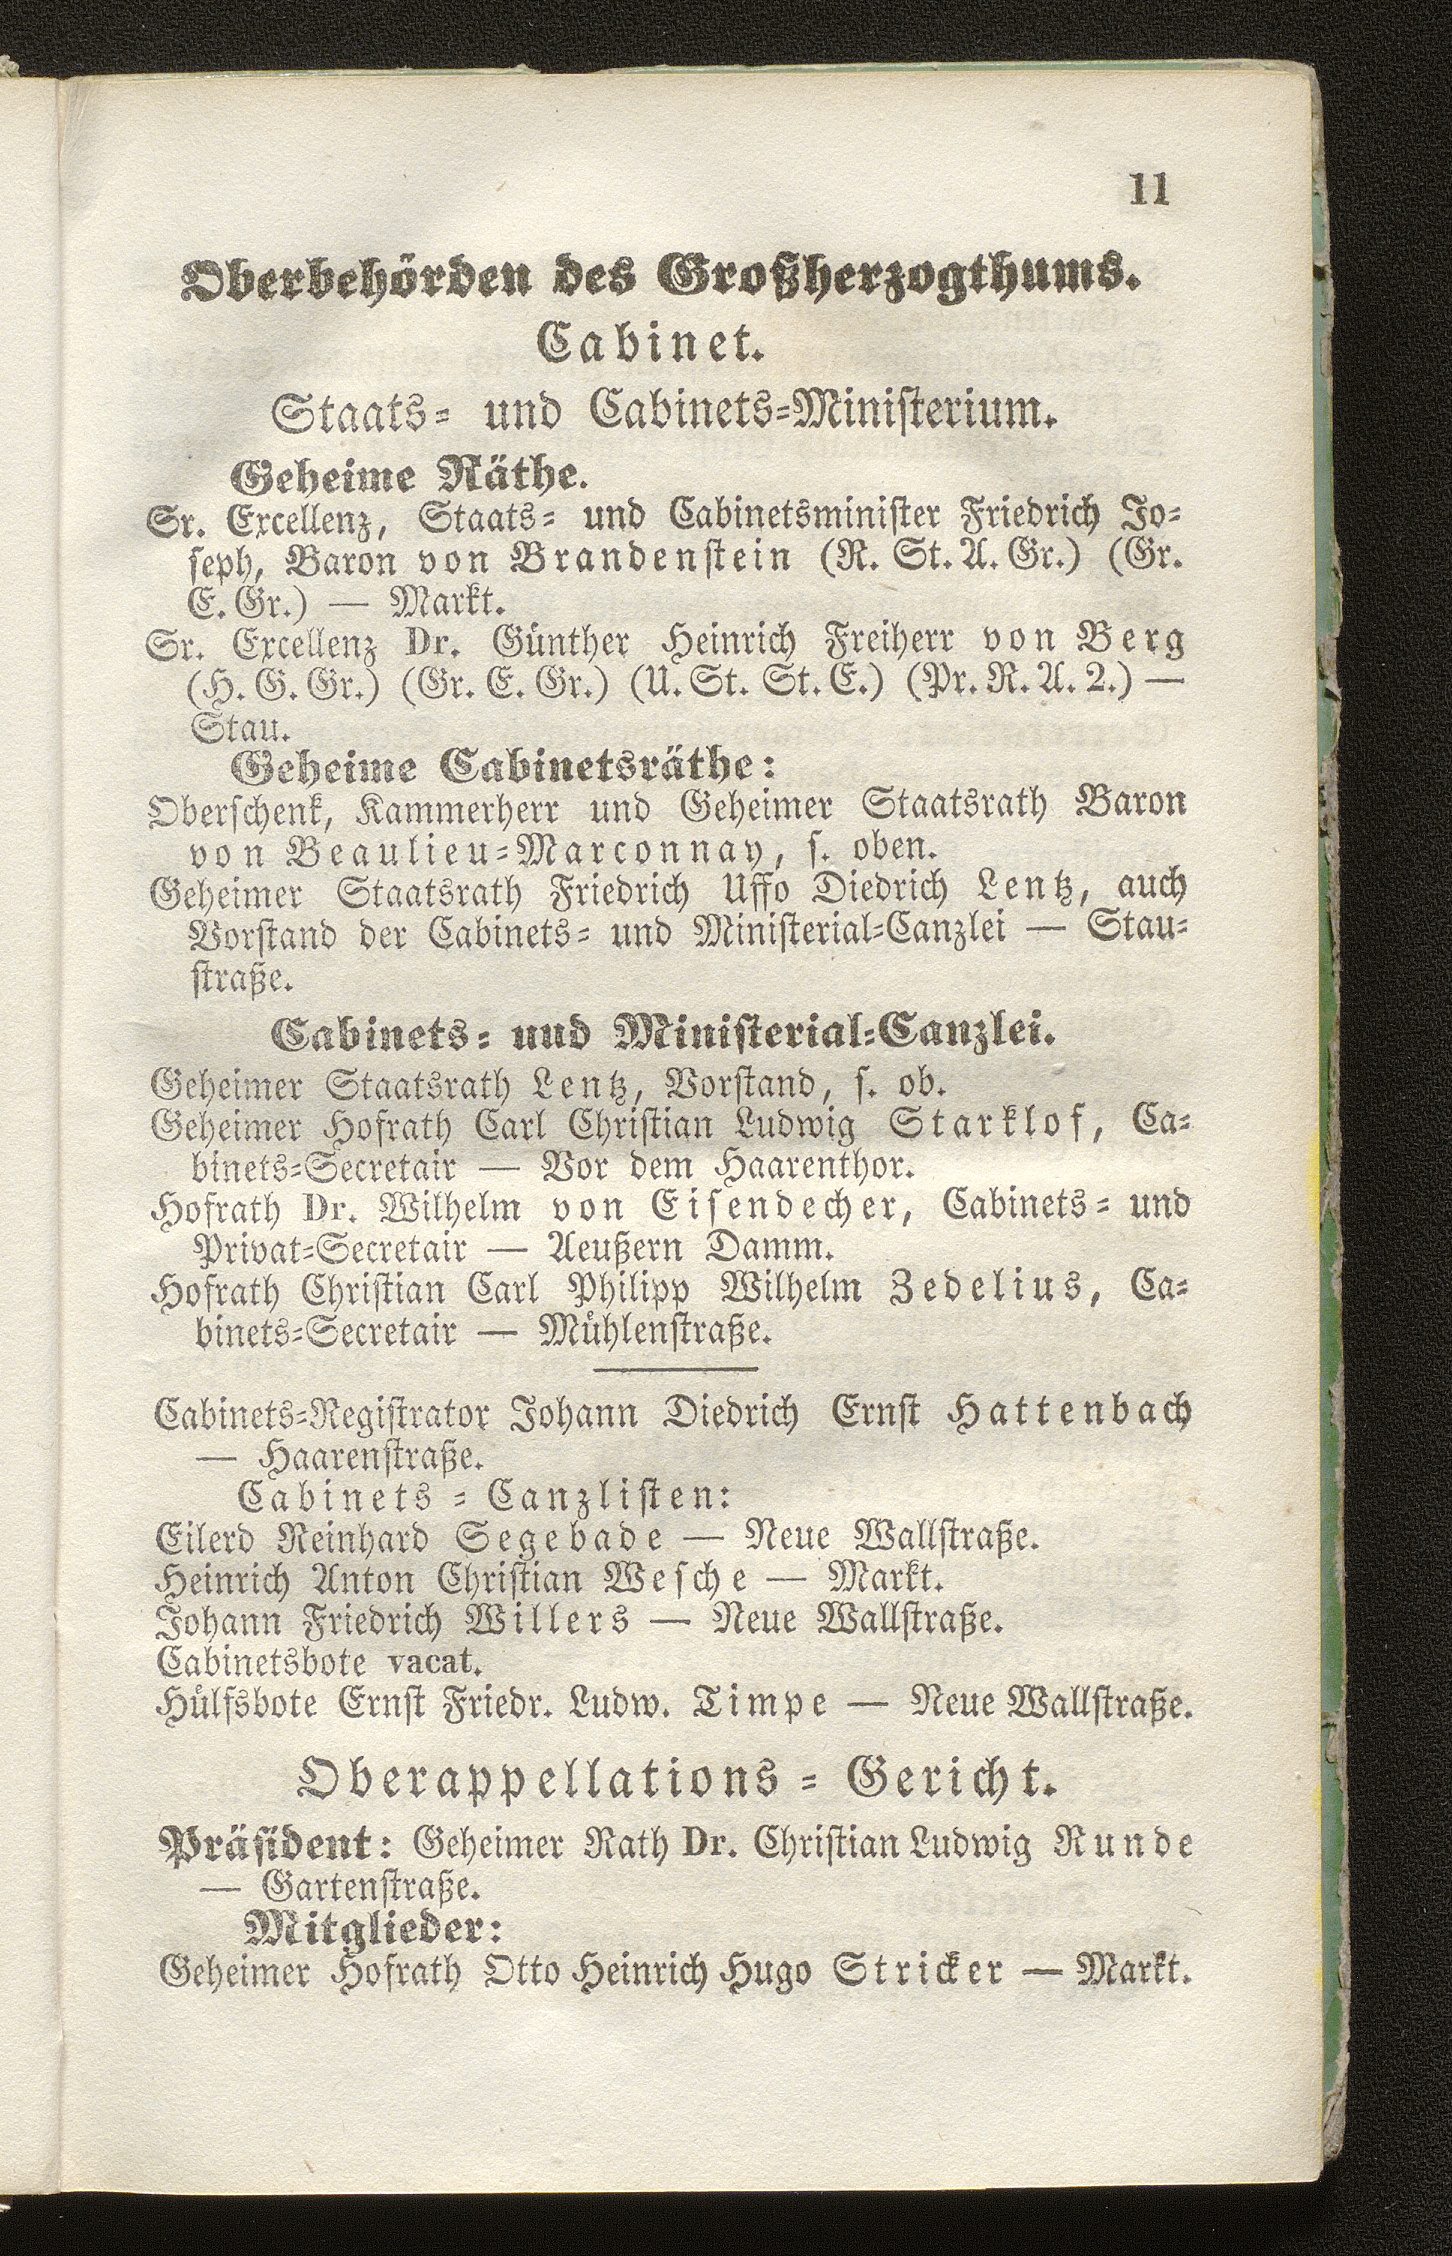 11
Oberbehörden des Großherzogthums.
Cabinet.
Staats- und Cabinets-Ministerium.
Geheime Räthe.
Sr. Excellenz, Staats- und Cabinetsminister Friedrich Jo-
seph, Baron von Brandenstein (R. St. A. Gr.) (Gr.
E. Gr.) — Markt.
Sr. Excellenz Dr. Günther Heinrich Freiherr von Berg
(H. G. Gr.) (Gr. E. Gr.) (U. St. St. E.) (Pr. R. A. 2.) —
Stau.
Geheime Cabinetsräthe:
Oberschenk, Kammerherr und Geheimer Staatsrath Baron
von Beaulieu-Marconnay, s. oben.
Geheimer Staatsrath Friedrich Uffo Diedrich Lentz, auch
Vorstand der Cabinets- und Ministerial-Canzlei — Stau-
straße.
Cabinets- und Ministerial-Canzlei.
Geheimer Staatsrath Lentz, Vorstand, s. ob.
Geheimer Hofrath Carl Christian Ludwig Starklof, Ca-
binets-Secretair — Vor dem Haarenthor.
Hofrath Dr. Wilhelm von Eisendecher, Cabinets- und
Privat-Secretair — Aeußern Damm.
Hofrath Christian Carl Philipp Wilhelm Zedelius, Ca-
binets-Secretair — Mühlenstraße.
Cabinets-Registrator Johann Diedrich Ernst Hattenbach
— Haarenstraße.
Cabinets-Canzlisten:
Eilerd Reinhard Segebade — Neue Wallstraße.
Heinrich Anton Christian Wesche — Markt.
Johann Friedrich Willers — Neue Wallstraße.
Cabinetsbote vacat.
Hülfsbote Ernst Friedr. Ludw. Timpe — Neue Wallstraße.
Oberappellations-Gericht.
Präsident: Geheimer Rath Dr. Christian Ludwig Runde
— Gartenstraße.
Mitglieder:
Geheimer Hofrath Otto Heinrich Hugo Stricker — Markt.